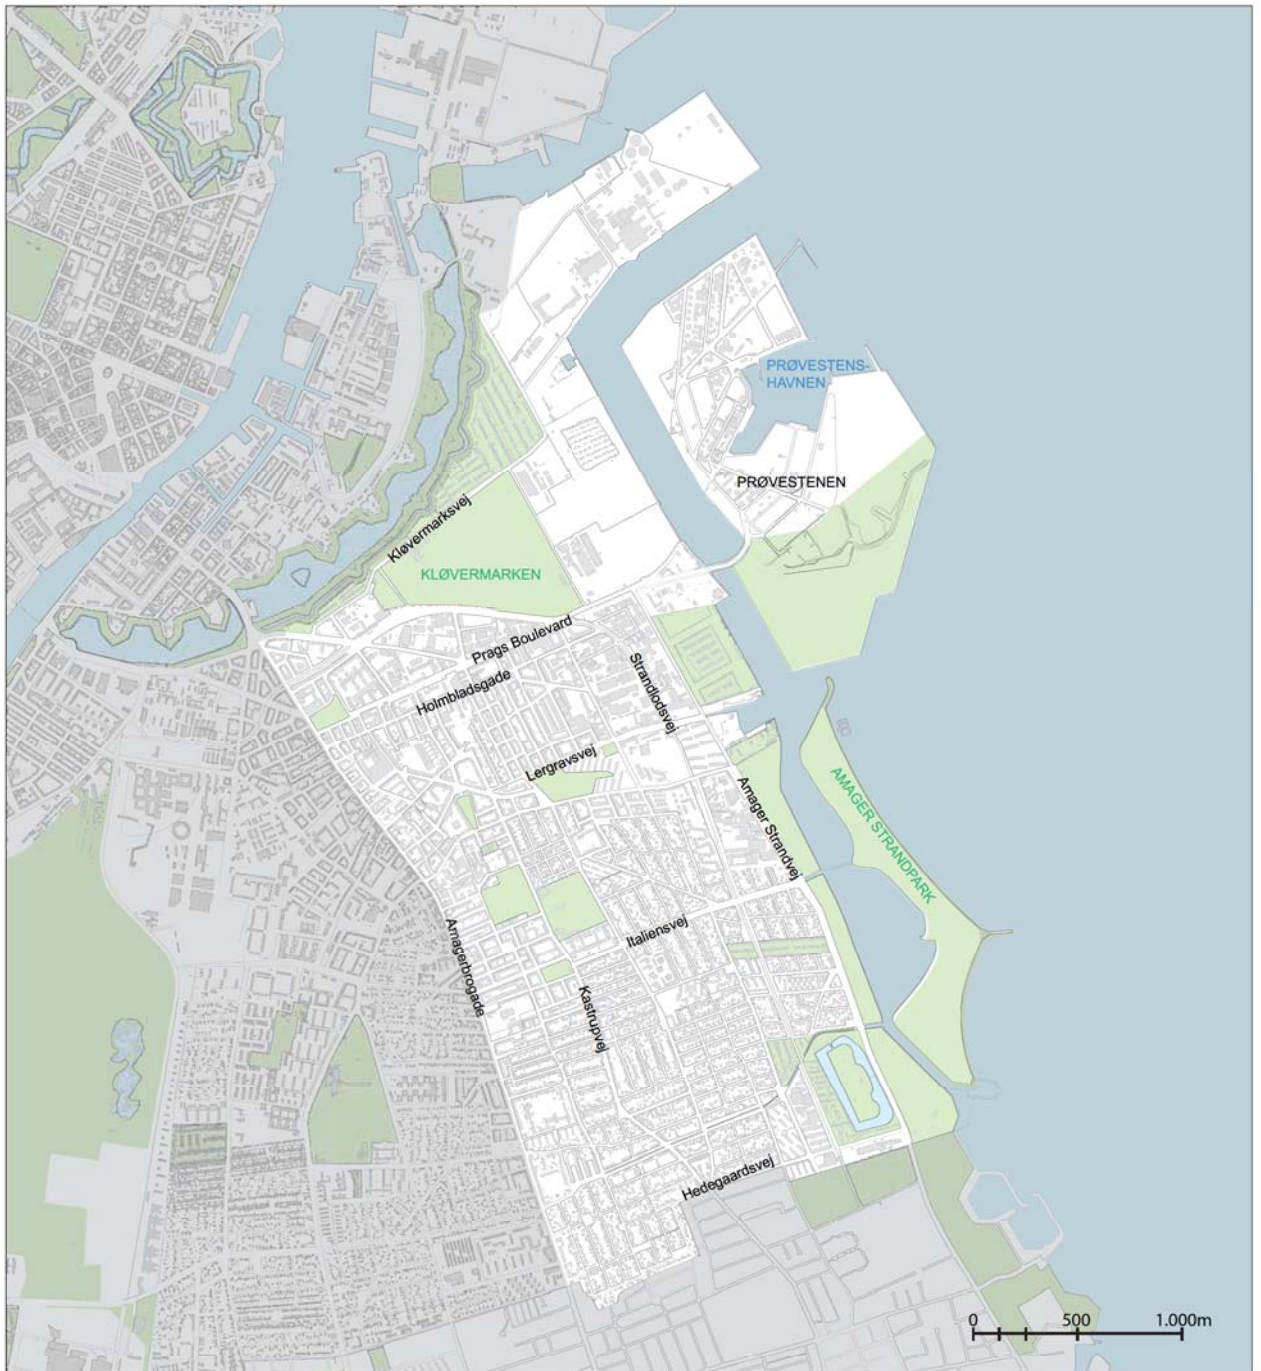 PRØVESTENS-
HAVNEN
PRØVESTENEN
Kløvermarksvej
KLØVERMARKEN
Prags Boulevard
Holmbladsgade
Strandlodsvej
Lergravsvej
Amager Strandvej
AMAGER STRANDPARK
Italiensvej
Amagerbrogade
Kastrupvej
Hedegaardsvej
0 500 1.000m